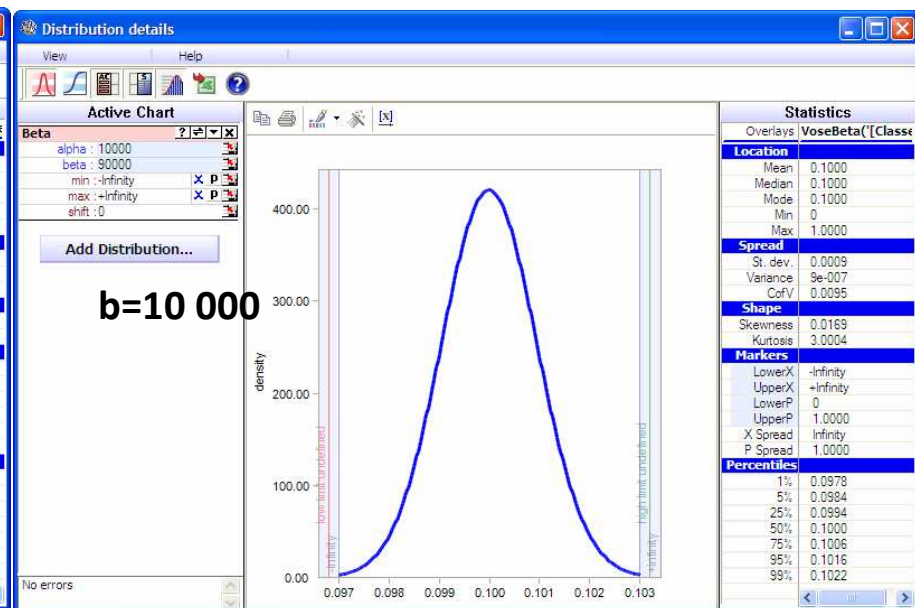 Distribution details
View Help
Active Chart
Beta
alpha : 10000
beta : 90000
min :-Infinity X P
max :+Infinity X P
shift :0
Add Distribution...
b=10 000
No errors
[x]
density
400.00
300.00
200.00
100.00
0.00
0.097 0.098 0.099 0.100 0.101 0.102 0.103
low limit undefined
-Infinity
high limit undefined
+Infinity
Statistics
Overlays VoseBeta('[Classe
Location
Mean 0.1000
Median 0.1000
Mode 0.1000
Min 0
Max 1.0000
Spread
St. dev. 0.0009
Variance 9e-007
CofV 0.0095
Shape
Skewness 0.0169
Kurtosis 3.0004
Markers
LowerX -Infinity
UpperX +Infinity
LowerP 0
UpperP 1.0000
X Spread Infinity
P Spread 1.0000
Percentiles
1% 0.0978
5% 0.0984
25% 0.0994
50% 0.1000
75% 0.1006
95% 0.1016
99% 0.1022